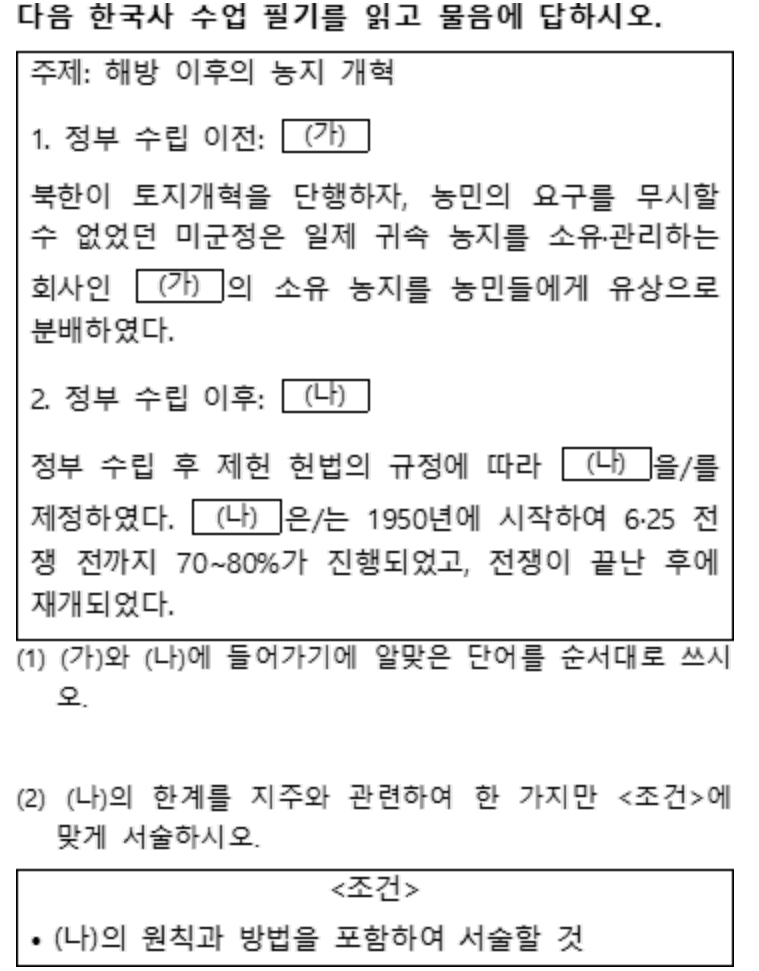 다음 한국사 수업 필기를 읽고 물음에 답하시오.
주제: 해방 이후의 농지 개혁
1. 정부 수립 이전: (가)
북한이 토지개혁을 단행하자, 농민의 요구를 무시할
수 없었던 미군정은 일제 귀속 농지를 소유·관리하는
회사인 (가)의 소유 농지를 농민들에게 유상으로
분배하였다.
2. 정부 수립 이후: (나)
정부 수립 후 제헌 헌법의 규정에 따라 (나)을/를
제정하였다. (나)은/는 1950년에 시작하여 6·25 전
쟁 전까지 70~80%가 진행되었고, 전쟁이 끝난 후에
재개되었다.
(1) (가)와 (나)에 들어가기에 알맞은 단어를 순서대로 쓰시
오.
(2) (나)의 한계를 지주와 관련하여 한 가지만 <조건>에
맞게 서술하시오.
<조건>
• (나)의 원칙과 방법을 포함하여 서술할 것